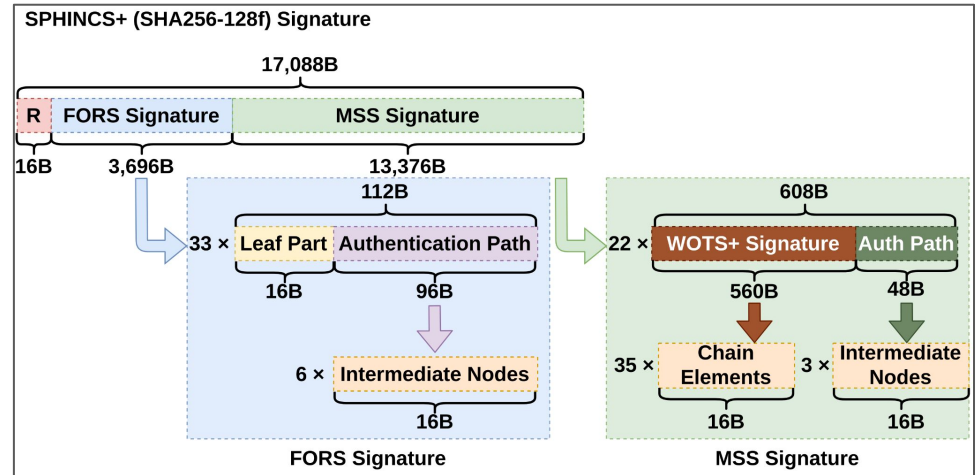 SPHINCS+ (SHA256-128f) Signature
17,088B
R
FORS Signature
MSS Signature
16B
3,696B
13,376B
112B
33 ×
Leaf Part
Authentication Path
16B
96B
6 ×
Intermediate Nodes
16B
FORS Signature
608B
22 ×
WOTS+ Signature
Auth Path
560B
48B
35 ×
Chain
Elements
16B
3 ×
Intermediate
Nodes
16B
MSS Signature